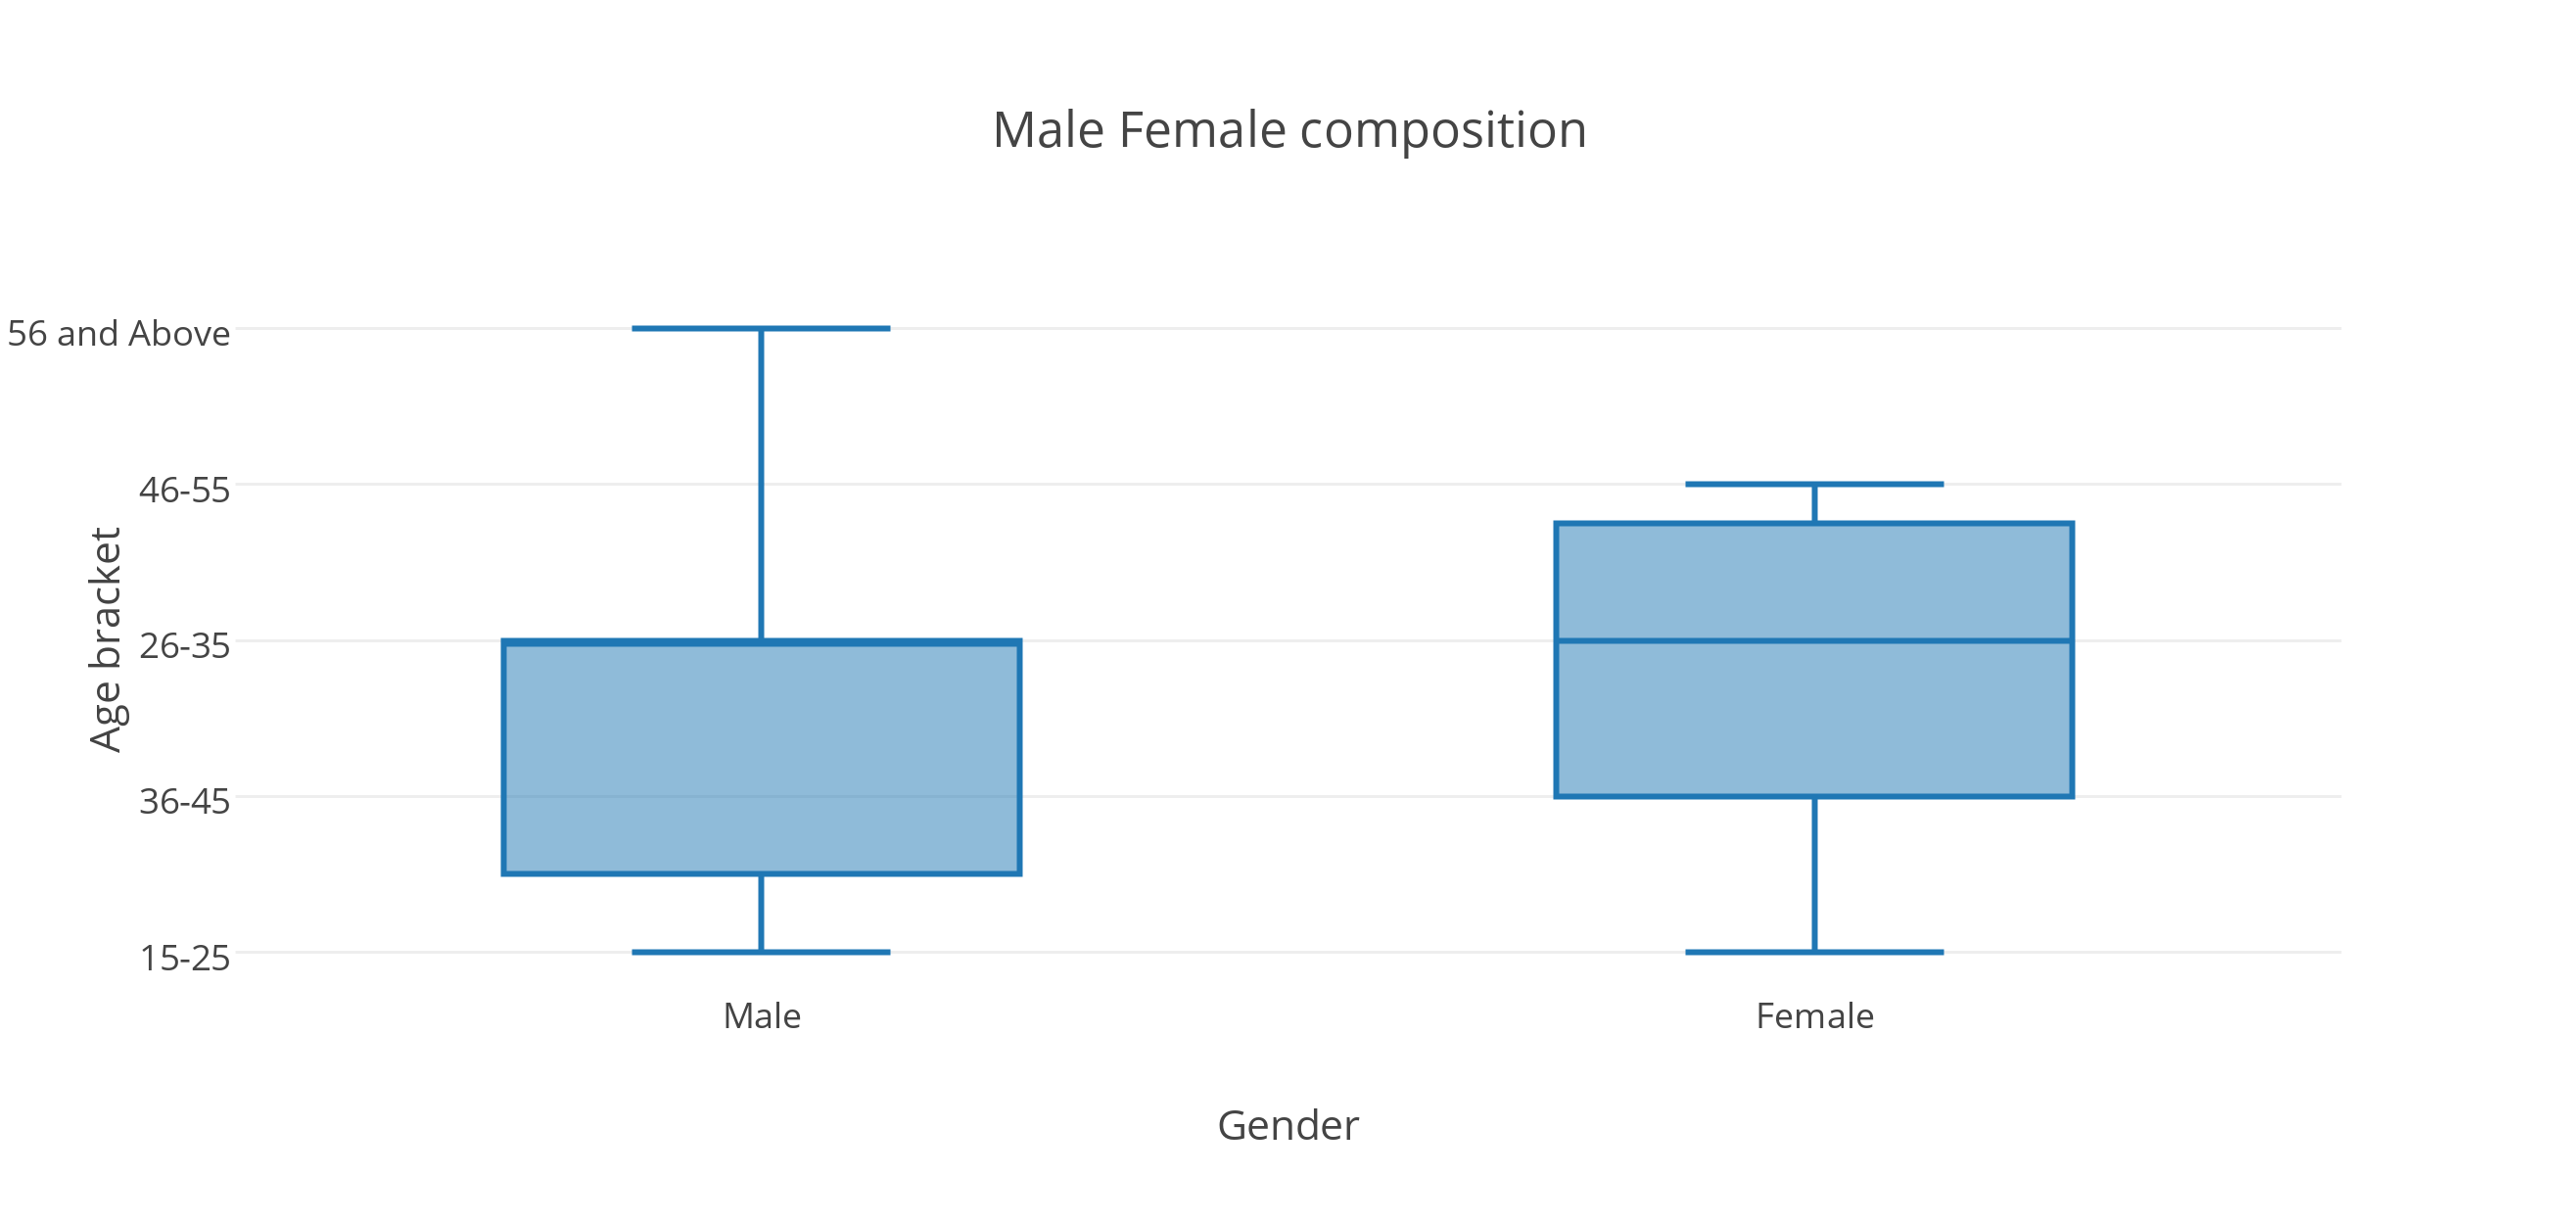 Male Female composition
56 and Above
46-55
26-35
36-45
15-25
Age bracket
Male
Female
Gender